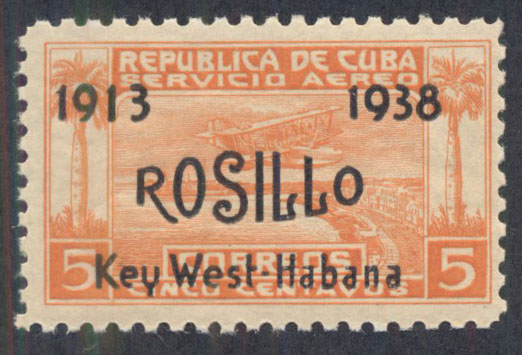 REPUBLICA DE CUBA
SERVICIO AEREO
1913 1938
ROSILLO
5 CORREOS 5
Key West-Habana
CINCO CENTAVOS